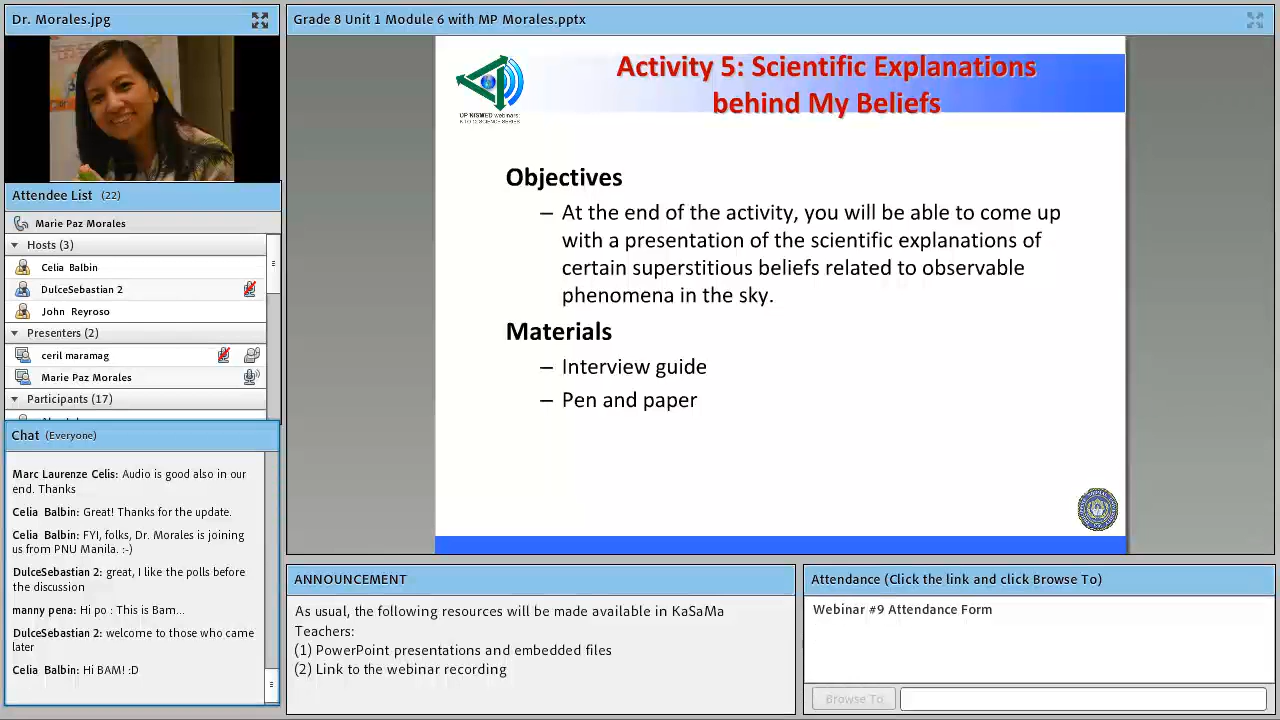 Dr. Morales.jpg
Attendee List (22)
Marie Paz Morales
Hosts (3)
Celia Balbin
DulceSebastian 2
John Reyroso
Presenters (2)
ceril maramag
Marie Paz Morales
Participants (17)
Chat (Everyone)
Marc Laurenze Celis: Audio is good also in our
end. Thanks
Celia Balbin: Great! Thanks for the update.
Celia Balbin: FYI, folks, Dr. Morales is joining
us from PNU Manila. :-)
DulceSebastian 2: great, I like the polls before
the discussion
manny pena: Hi po : This is Bam...
DulceSebastian 2: welcome to those who came
later
Celia Balbin: Hi BAM! :D
Grade 8 Unit 1 Module 6 with MP Morales.pptx
UP NISMED webinars:
K TO 12 SCIENCE SERIES
Activity 5: Scientific Explanations
behind My Beliefs
Objectives
– At the end of the activity, you will be able to come up
with a presentation of the scientific explanations of
certain superstitious beliefs related to observable
phenomena in the sky.
Materials
– Interview guide
– Pen and paper
ANNOUNCEMENT
As usual, the following resources will be made available in KaSaMa
Teachers:
(1) PowerPoint presentations and embedded files
(2) Link to the webinar recording
Attendance (Click the link and click Browse To)
Webinar #9 Attendance Form
Browse To